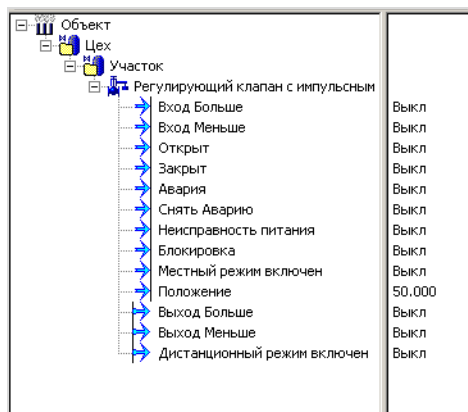 Объект
Цех
Участок
Регулирующий клапан с импульсным
Вход Больше Выкл
Вход Меньше Выкл
Открыт Выкл
Закрыт Выкл
Авария Выкл
Снять Аварию Выкл
Неисправность питания Выкл
Блокировка Выкл
Местный режим включен Выкл
Положение 50.000
Выход Больше Выкл
Выход Меньше Выкл
Дистанционный режим включен Выкл